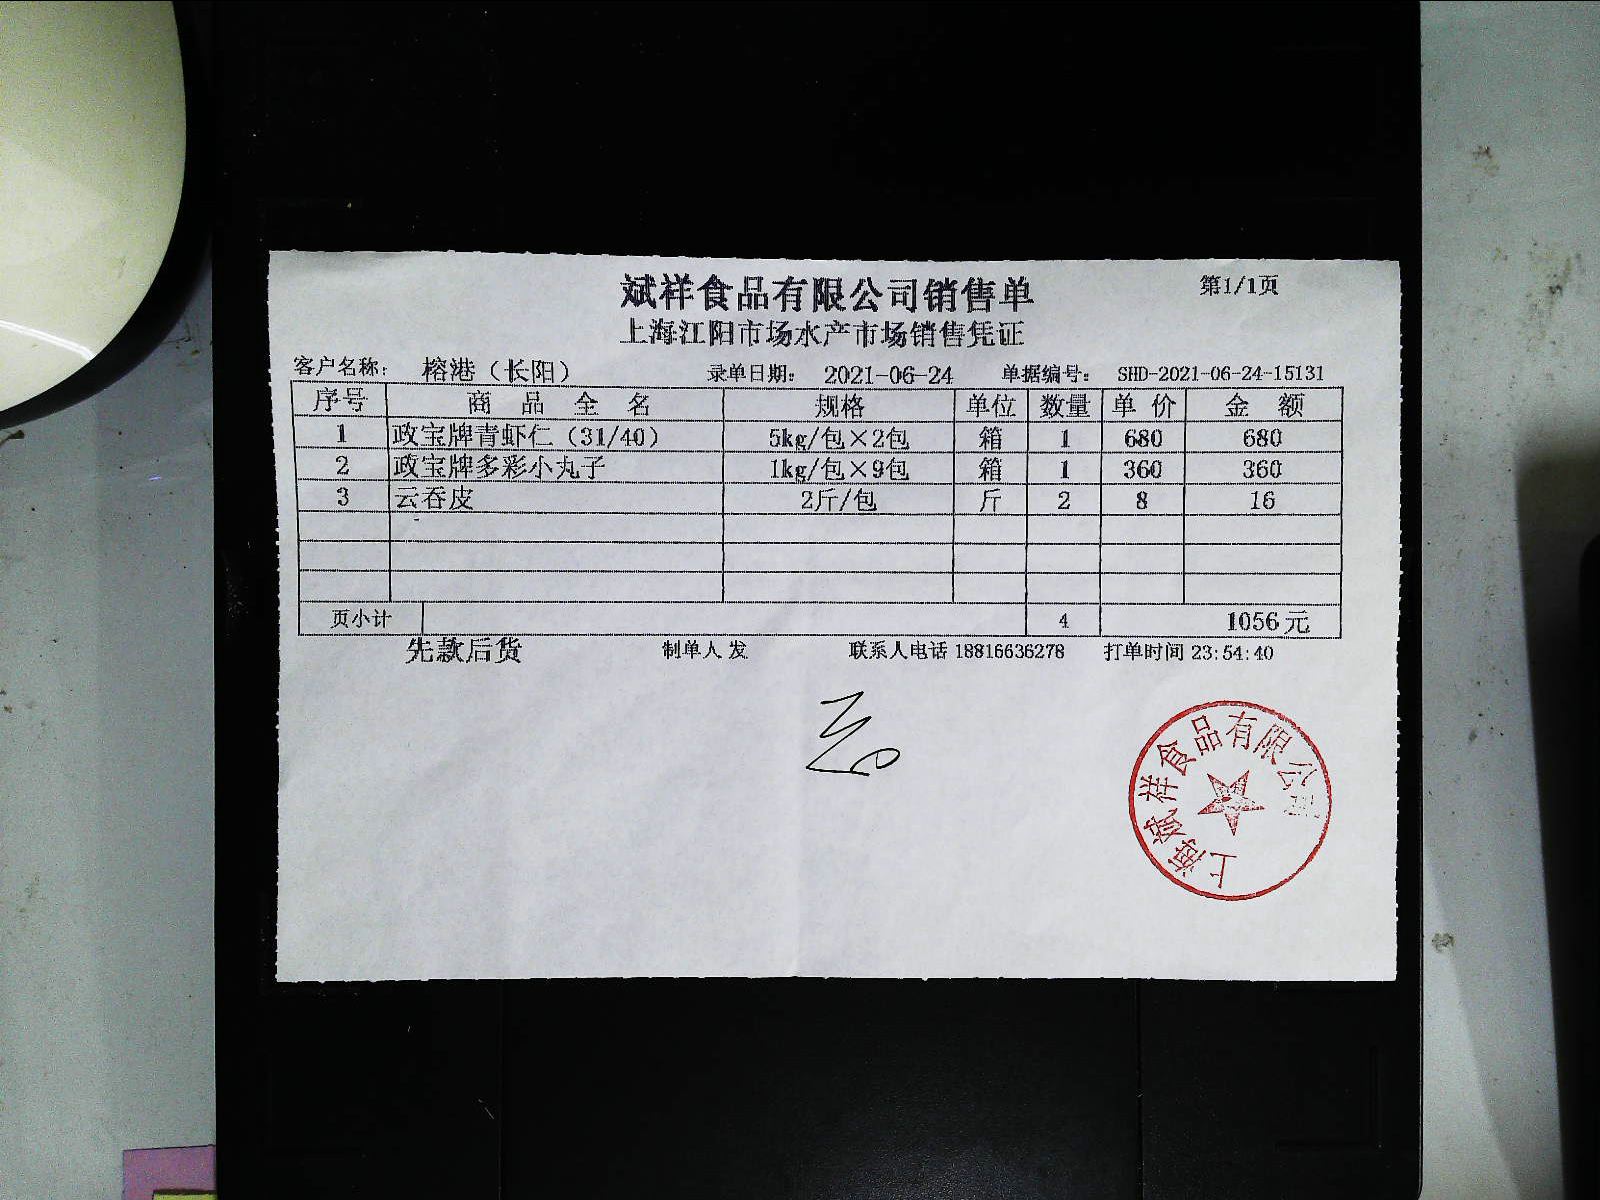 斌祥食品有限公司销售单 第1/1页
上海江阳市场水产市场销售凭证
客户名称: 榕港（长阳） 录单日期: 2021-06-24 单据编号: SHD-2021-06-24-15131
序号 商品全名 规格 单位 数量 单价 金额
1 政宝牌青虾仁（31/40） 5kg/包×2包 箱 1 680 680
2 政宝牌多彩小丸子 1kg/包×9包 箱 1 360 360
3 云吞皮 2斤/包 斤 2 8 16
页小计 4 1056元
先款后货 制单人 发 联系人电话 18816636278 打单时间 23:54:40
上海斌祥食品有限公司